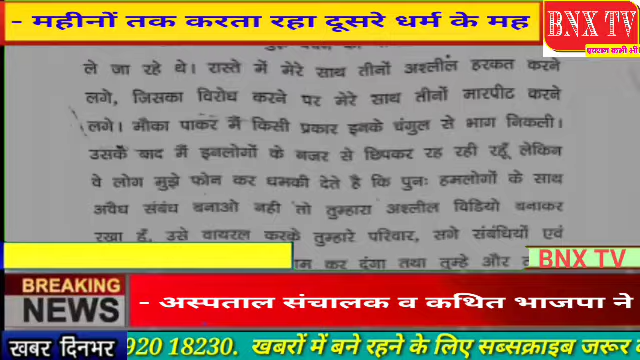 - महीनों तक करता रहा दूसरे धर्म के मह
BNX TV
ले जा रहे थे। रास्ते में मेरे साथ तीनों अश्लील हरकत करने
लगे, जिसका विरोध करने पर मेरे साथ तीनों मारपीट करने
लगे। मौका पाकर मैं किसी प्रकार इनके चंगुल से भाग निकली।
उसके बाद मैं इनलोगों के नजर से छिपकर रह रही रहूँ लेकिन
वे लोग मुझे फोन कर धमकी देते है कि पुनः हमलोगों के साथ
अवैध संबंध बनाओ नही तो तुम्हारा अश्लील विडियो बनाकर
रखा हूँ, उसे वायरल करके तुम्हारे परिवार, सगे संबंधियों एवं
कर दूंगा तथा तुम्हे और
BNX TV
BREAKING
NEWS
- अस्पताल संचालक व कथित भाजपा ने
खबर दिनभर
920 18230. खबरों में बने रहने के लिए सब्सक्राइब जरूर